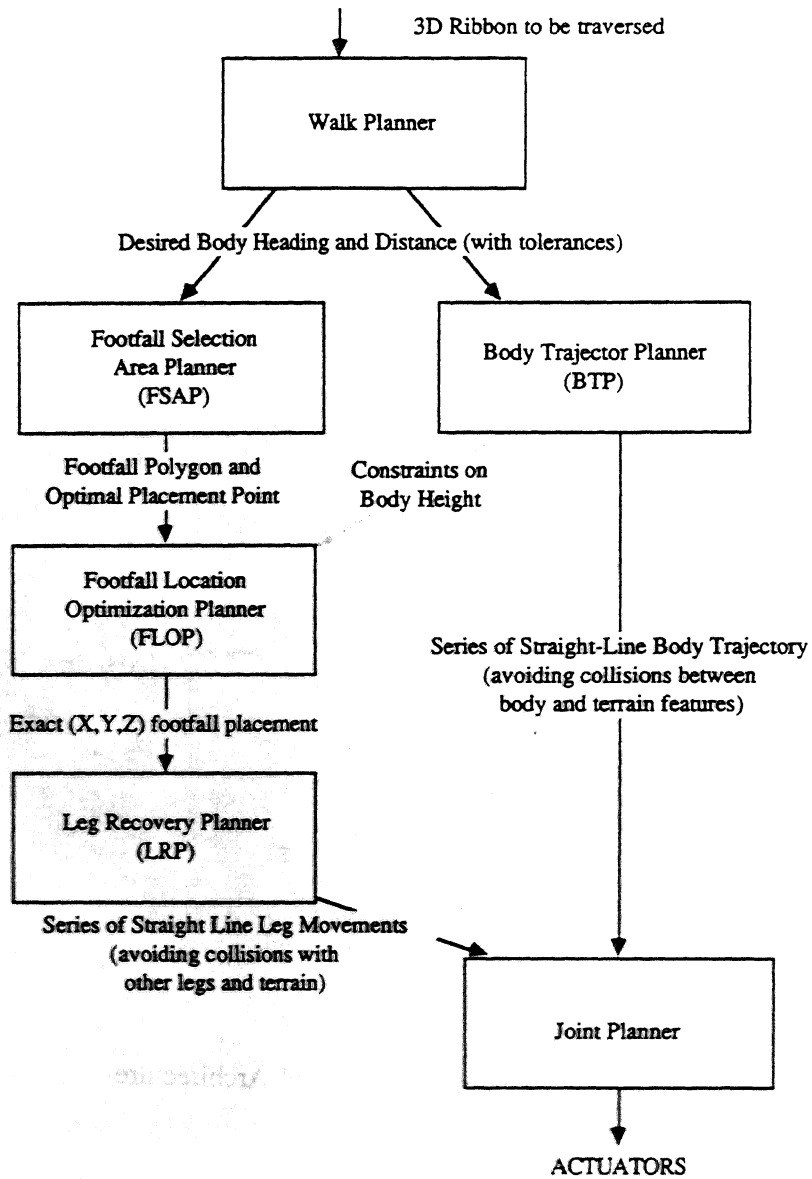 3D Ribbon to be traversed
Walk Planner
Desired Body Heading and Distance (with tolerances)
Footfall Selection
Area Planner
(FSAP)
Body Trajector Planner
(BTP)
Footfall Polygon and
Optimal Placement Point
Constraints on
Body Height
Footfall Location
Optimization Planner
(FLOP)
Series of Straight-Line Body Trajectory
(avoiding collisions between
body and terrain features)
Exact (X,Y,Z) footfall placement
Leg Recovery Planner
(LRP)
Series of Straight Line Leg Movements
(avoiding collisions with
other legs and terrain)
Joint Planner
ACTUATORS